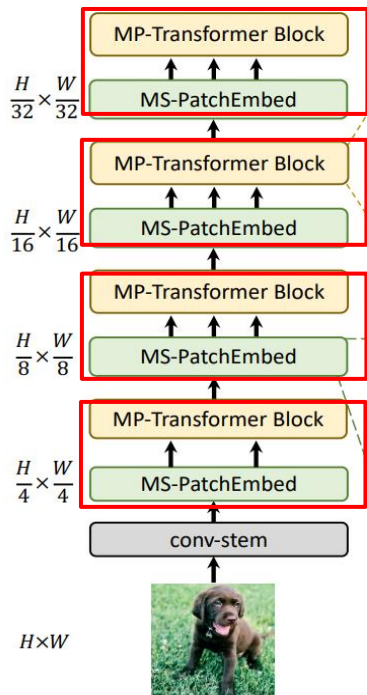 MP-Transformer Block
H/32 × W/32
MS-PatchEmbed
MP-Transformer Block
H/16 × W/16
MS-PatchEmbed
MP-Transformer Block
H/8 × W/8
MS-PatchEmbed
MP-Transformer Block
H/4 × W/4
MS-PatchEmbed
conv-stem
H×W